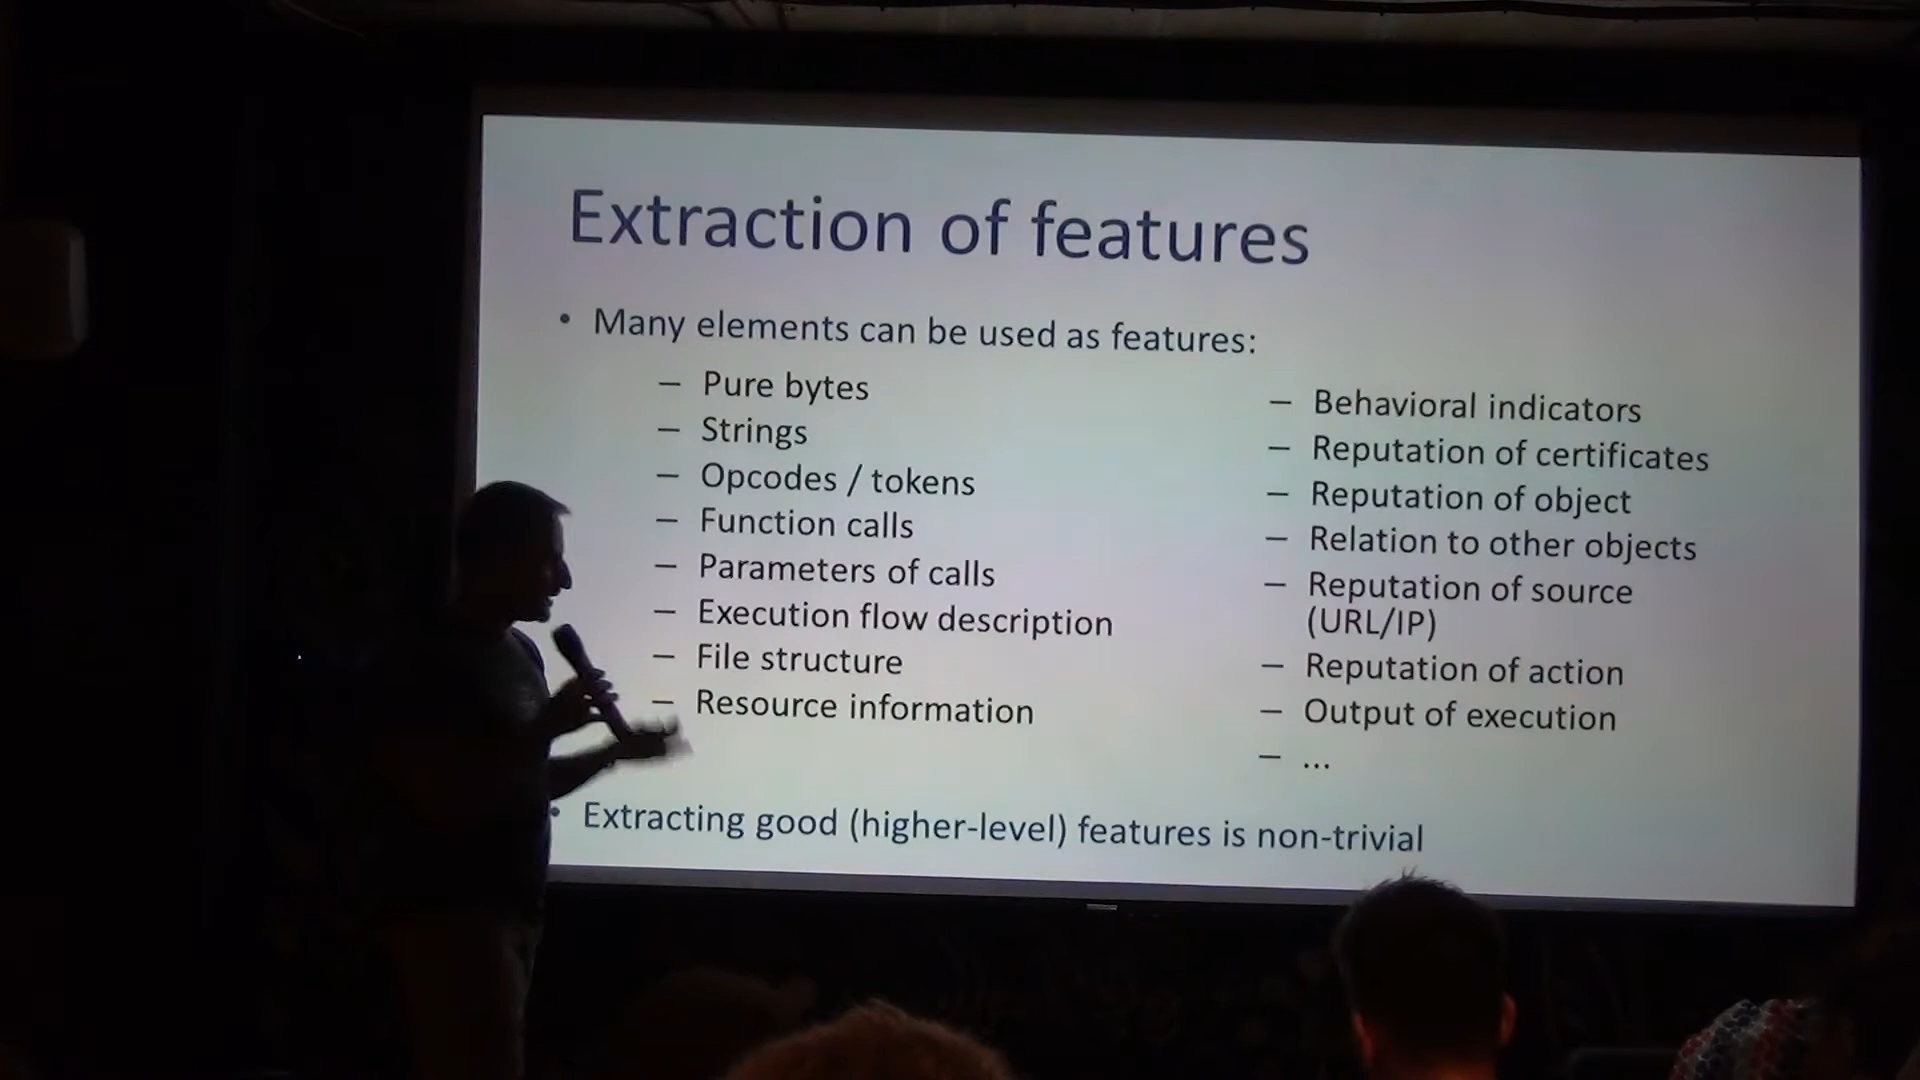 Extraction of features
• Many elements can be used as features:
– Pure bytes
– Strings
– Opcodes / tokens
– Function calls
– Parameters of calls
– Execution flow description
– File structure
– Resource information
– Behavioral indicators
– Reputation of certificates
– Reputation of object
– Relation to other objects
– Reputation of source
(URL/IP)
– Reputation of action
– Output of execution
– ...
• Extracting good (higher-level) features is non-trivial